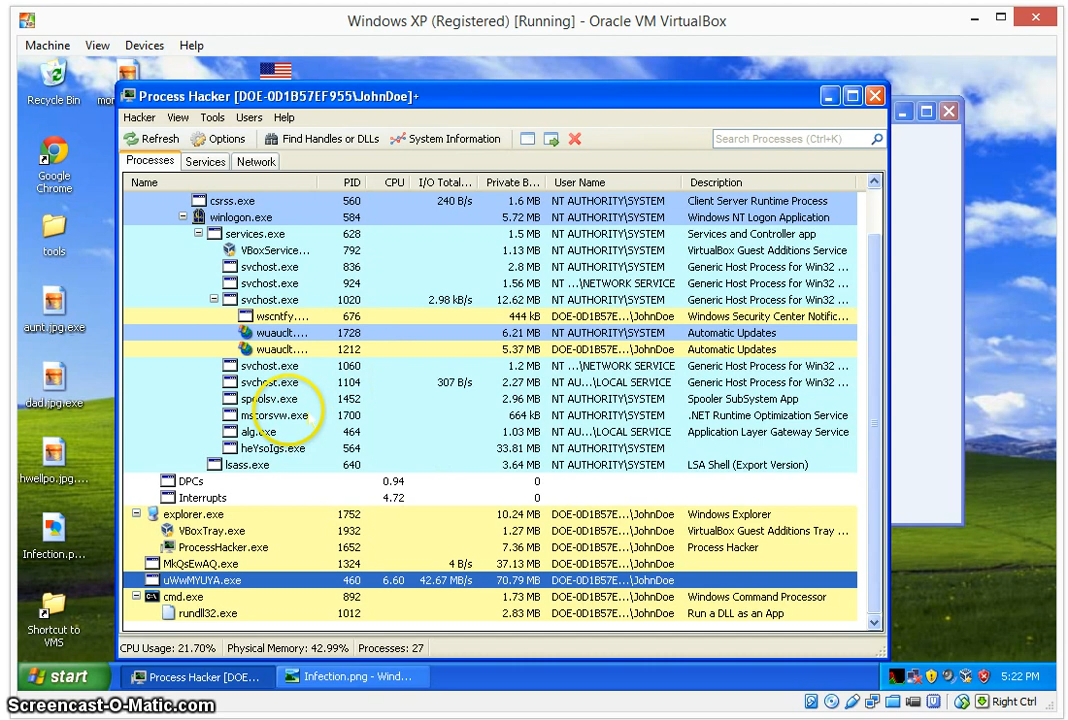 Windows XP (Registered) [Running] - Oracle VM VirtualBox
Machine View Devices Help
Recycle Bin
Google Chrome
tools
aunt.jpg.exe
dad.jpg.exe
hwellpo.jpg....
Infection.p...
Shortcut to VMS
Process Hacker [DOE-0D1B57EF955\JohnDoe]+
Hacker View Tools Users Help
Refresh Options Find Handles or DLLs System Information Search Processes (Ctrl+K)
Processes Services Network
Name PID CPU I/O Total... Private B... User Name Description
csrss.exe 560 240 B/s 1.6 MB NT AUTHORITY\SYSTEM Client Server Runtime Process
winlogon.exe 584 5.72 MB NT AUTHORITY\SYSTEM Windows NT Logon Application
services.exe 628 1.5 MB NT AUTHORITY\SYSTEM Services and Controller app
VBoxService... 792 1.13 MB NT AUTHORITY\SYSTEM VirtualBox Guest Additions Service
svchost.exe 836 2.8 MB NT AUTHORITY\SYSTEM Generic Host Process for Win32 ...
svchost.exe 924 1.56 MB NT ...\NETWORK SERVICE Generic Host Process for Win32 ...
svchost.exe 1020 2.98 kB/s 12.62 MB NT AUTHORITY\SYSTEM Generic Host Process for Win32 ...
wscntfy.... 676 444 kB DOE-0D1B57E...\JohnDoe Windows Security Center Notific...
wuauclt.... 1728 6.21 MB NT AUTHORITY\SYSTEM Automatic Updates
wuauclt.... 1212 5.37 MB DOE-0D1B57E...\JohnDoe Automatic Updates
svchost.exe 1060 1.2 MB NT ...\NETWORK SERVICE Generic Host Process for Win32 ...
svchost.exe 1104 307 B/s 2.27 MB NT AU...\LOCAL SERVICE Generic Host Process for Win32 ...
spoolsv.exe 1452 2.96 MB NT AUTHORITY\SYSTEM Spooler SubSystem App
mscorsvw.exe 1700 664 kB NT AUTHORITY\SYSTEM .NET Runtime Optimization Service
alg.exe 464 1.03 MB NT AU...\LOCAL SERVICE Application Layer Gateway Service
heYsoIgs.exe 564 33.81 MB NT AUTHORITY\SYSTEM
lsass.exe 640 3.64 MB NT AUTHORITY\SYSTEM LSA Shell (Export Version)
DPCs 0.94 0
Interrupts 4.72 0
explorer.exe 1752 10.24 MB DOE-0D1B57E...\JohnDoe Windows Explorer
VBoxTray.exe 1932 1.27 MB DOE-0D1B57E...\JohnDoe VirtualBox Guest Additions Tray ...
ProcessHacker.exe 1652 7.36 MB DOE-0D1B57E...\JohnDoe Process Hacker
MkQsEwAQ.exe 1324 4 B/s 37.13 MB DOE-0D1B57E...\JohnDoe
uWwMYUYA.exe 460 6.60 42.67 MB/s 70.79 MB DOE-0D1B57E...\JohnDoe
cmd.exe 892 1.73 MB DOE-0D1B57E...\JohnDoe Windows Command Processor
rundll32.exe 1012 2.83 MB DOE-0D1B57E...\JohnDoe Run a DLL as an App
CPU Usage: 21.70% Physical Memory: 42.99% Processes: 27
start Process Hacker [DOE... Infection.png - Wind... 5:22 PM
Screencast-O-Matic.com Right Ctrl